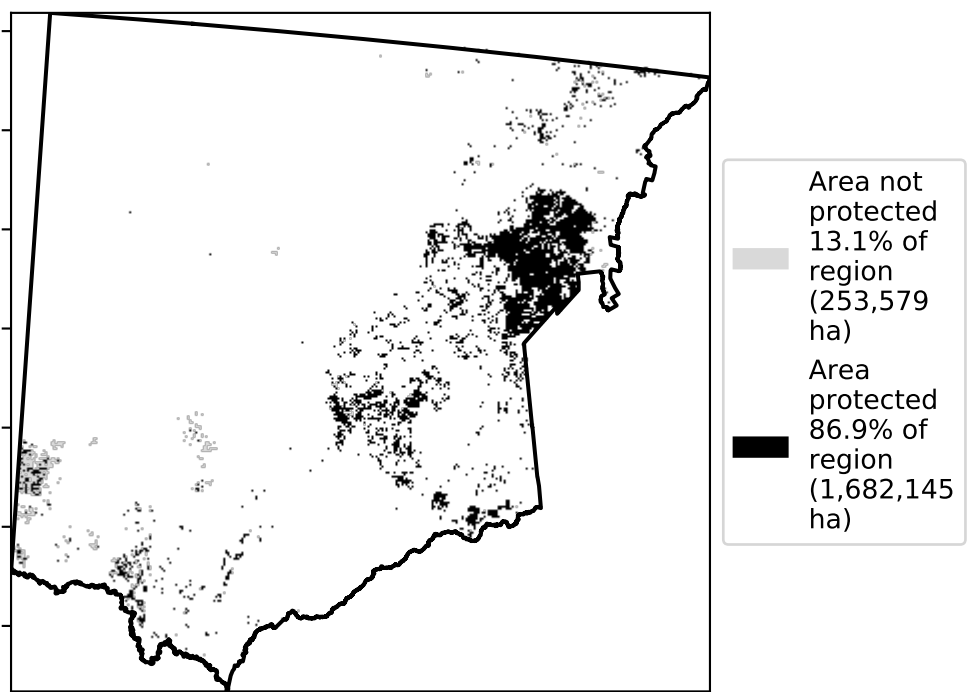 Area not
protected
13.1% of
region
(253,579
ha)
Area
protected
86.9% of
region
(1,682,145
ha)